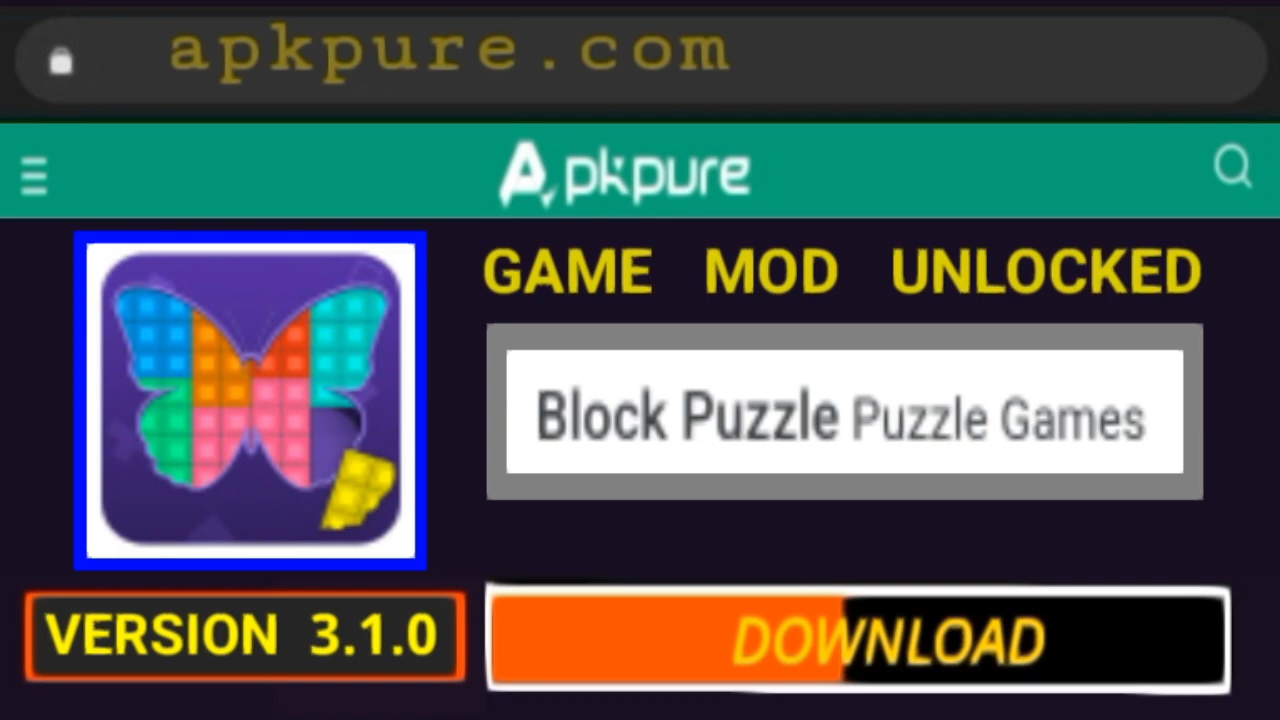 apkpure.com
Apkpure
GAME MOD UNLOCKED
Block Puzzle Puzzle Games
VERSION 3.1.0
DOWNLOAD